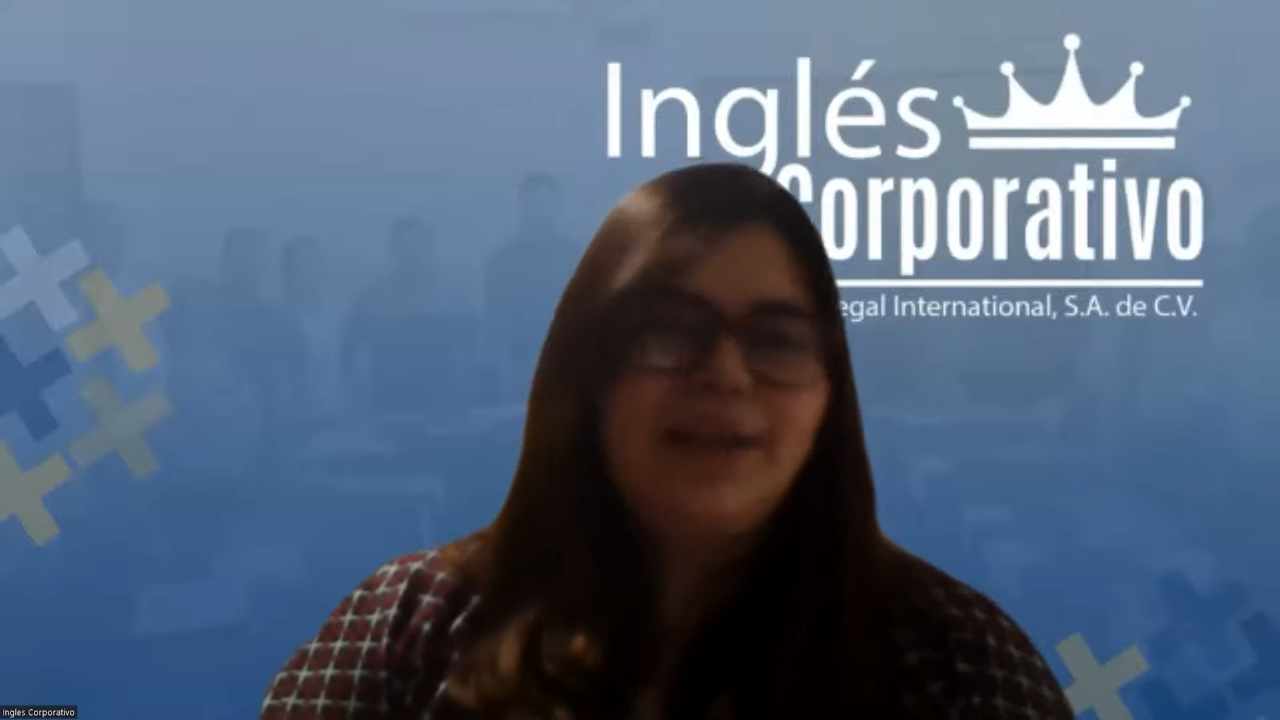 Inglés
Corporativo
egal International, S.A. de C.V.
Ingles Corporativo